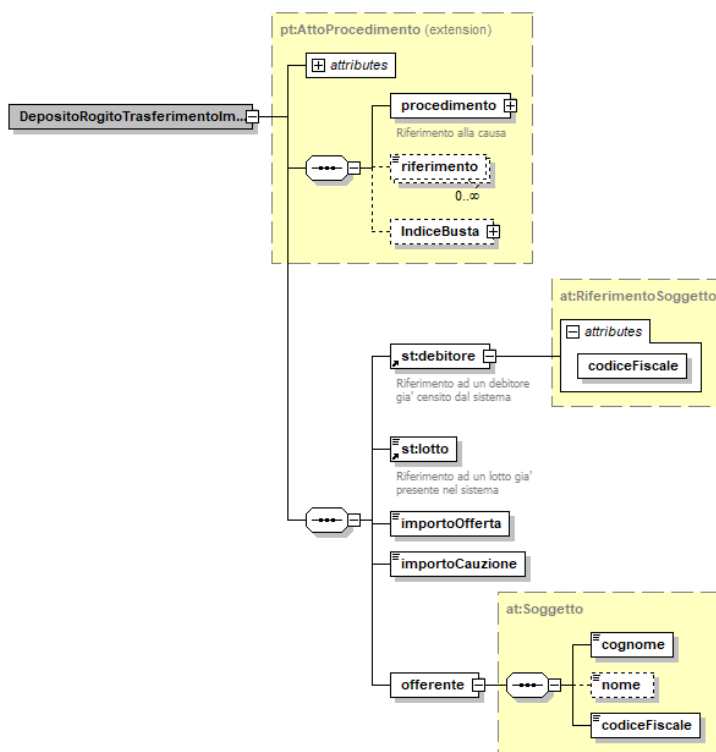 pt:AttoProcedimento (extension)
attributes
DepositoRogitoTrasferimentoIm...
procedimento
Riferimento alla causa
riferimento
0..∞
IndiceBusta
at:RiferimentoSoggetto
attributes
st:debitore
codiceFiscale
Riferimento ad un debitore
gia' censito dal sistema
st:lotto
Riferimento ad un lotto gia'
presente nel sistema
importoOfferta
importoCauzione
at:Soggetto
cognome
offerente
nome
codiceFiscale